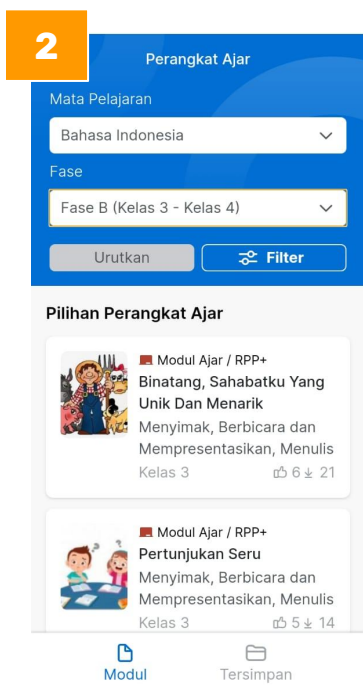 2
Perangkat Ajar
Mata Pelajaran
Bahasa Indonesia
Fase
Fase B (Kelas 3 - Kelas 4)
Urutkan
Filter
Pilihan Perangkat Ajar
Modul Ajar / RPP+
Binatang, Sahabatku Yang
Unik Dan Menarik
Menyimak, Berbicara dan
Mempresentasikan, Menulis
Kelas 3 6 21
Modul Ajar / RPP+
Pertunjukan Seru
Menyimak, Berbicara dan
Mempresentasikan, Menulis
Kelas 3 5 14
Modul Tersimpan